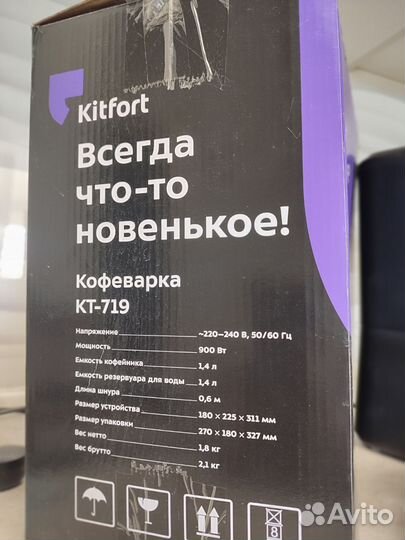 Kitfort
Всегда
что-то
новенькое!
Кофеварка
КТ-719
Напряжение ~220–240 В, 50/60 Гц
Мощность 900 Вт
Емкость кофейника 1,4 л
Емкость резервуара для воды 1,4 л
Длина шнура 0,6 м
Размер устройства 180 × 225 × 311 мм
Размер упаковки 270 × 180 × 327 мм
Вес нетто 1,8 кг
Вес брутто 2,1 кг
8
Avito